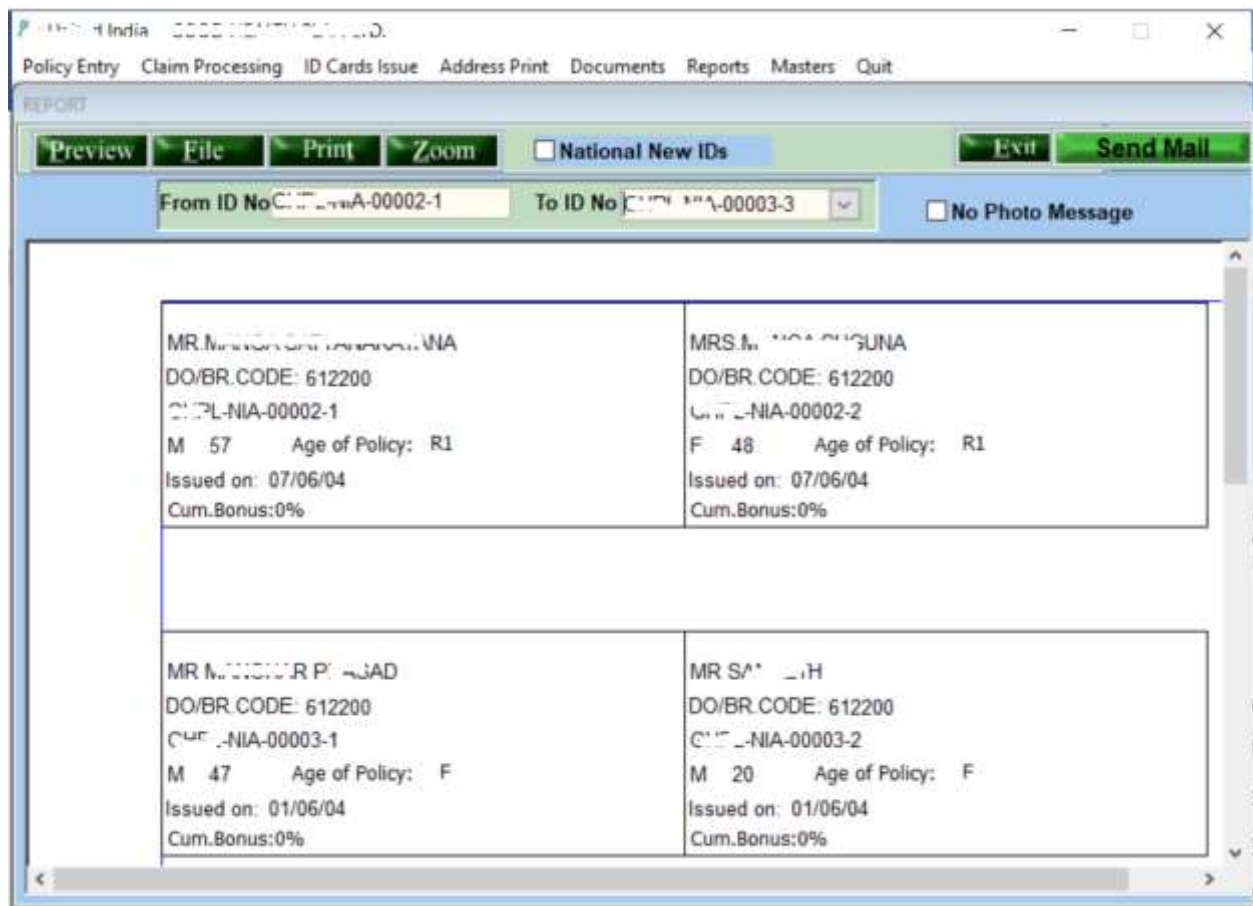 India
Policy Entry Claim Processing ID Cards Issue Address Print Documents Reports Masters Quit
REPORT
Preview File Print Zoom National New IDs Exit Send Mail
From ID No -00002-1 To ID No -00003-3 No Photo Message
MR. MRS.
DO/BR.CODE: 612200 DO/BR.CODE: 612200
-NIA-00002-1 -NIA-00002-2
M 57 Age of Policy: R1 F 48 Age of Policy: R1
Issued on: 07/06/04 Issued on: 07/06/04
Cum.Bonus:0% Cum.Bonus:0%
MR MR
DO/BR.CODE: 612200 DO/BR.CODE: 612200
-NIA-00003-1 -NIA-00003-2
M 47 Age of Policy: F M 20 Age of Policy: F
Issued on: 01/06/04 Issued on: 01/06/04
Cum.Bonus:0% Cum.Bonus:0%